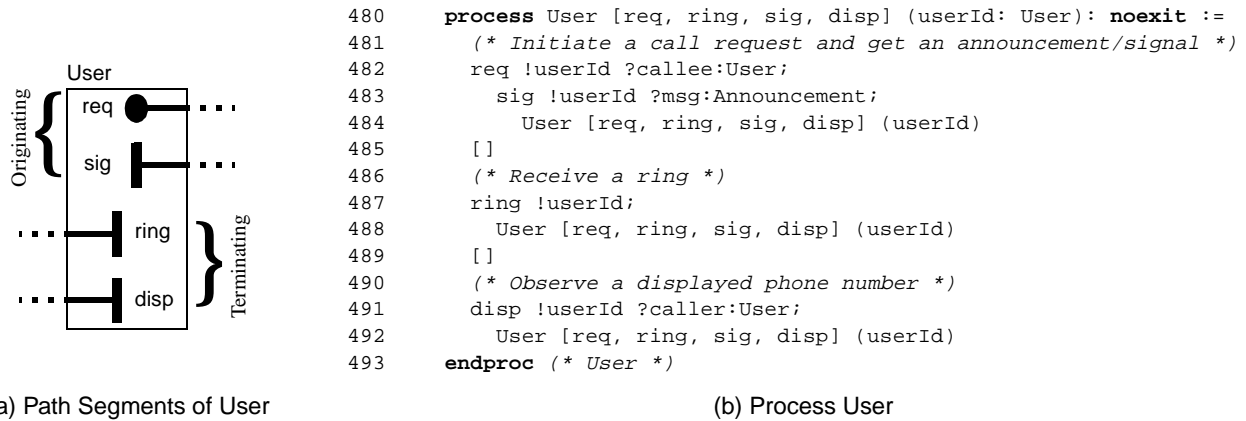 User
Originating
req
sig
ring
disp
Terminating
a) Path Segments of User
480 process User [req, ring, sig, disp] (userId: User): noexit :=
481 (* Initiate a call request and get an announcement/signal *)
482 req !userId ?callee:User;
483 sig !userId ?msg:Announcement;
484 User [req, ring, sig, disp] (userId)
485 []
486 (* Receive a ring *)
487 ring !userId;
488 User [req, ring, sig, disp] (userId)
489 []
490 (* Observe a displayed phone number *)
491 disp !userId ?caller:User;
492 User [req, ring, sig, disp] (userId)
493 endproc (* User *)
(b) Process User